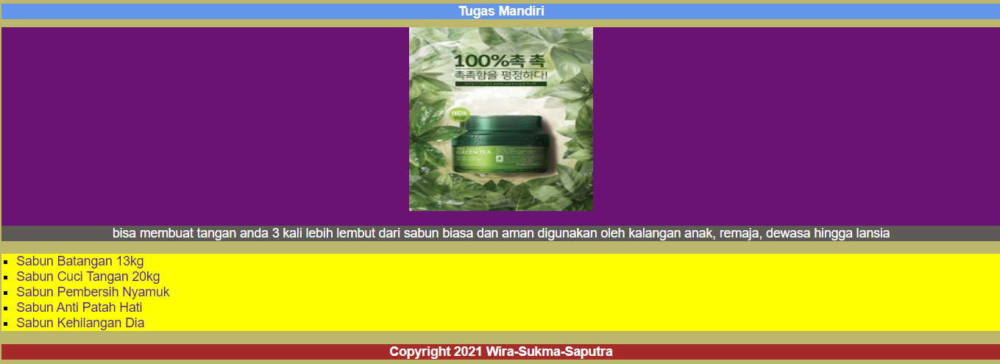 Tugas Mandiri
100%촉 촉
촉촉함을 평정하다!
NEW
GREEN TEA
bisa membuat tangan anda 3 kali lebih lembut dari sabun biasa dan aman digunakan oleh kalangan anak, remaja, dewasa hingga lansia
Sabun Batangan 13kg
Sabun Cuci Tangan 20kg
Sabun Pembersih Nyamuk
Sabun Anti Patah Hati
Sabun Kehilangan Dia
Copyright 2021 Wira-Sukma-Saputra